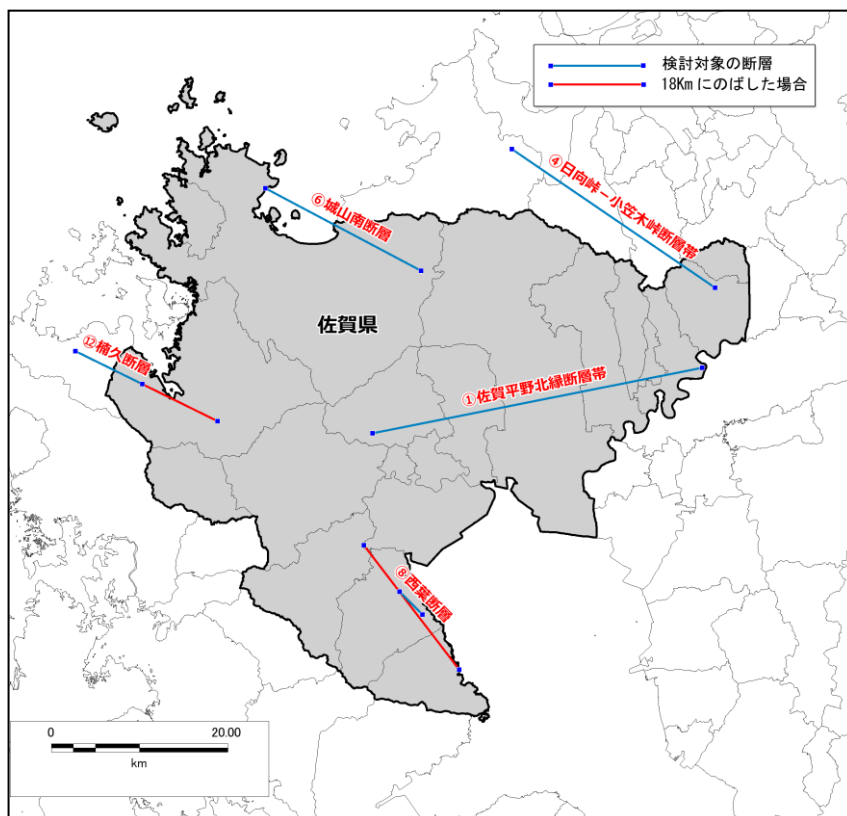 検討対象の断層
18Kmにのばした場合
④日向峠－小笠木峠断層帯
⑥城山南断層
佐賀県
⑫楠久断層
①佐賀平野北縁断層帯
⑧西葉断層
0 20.00
km